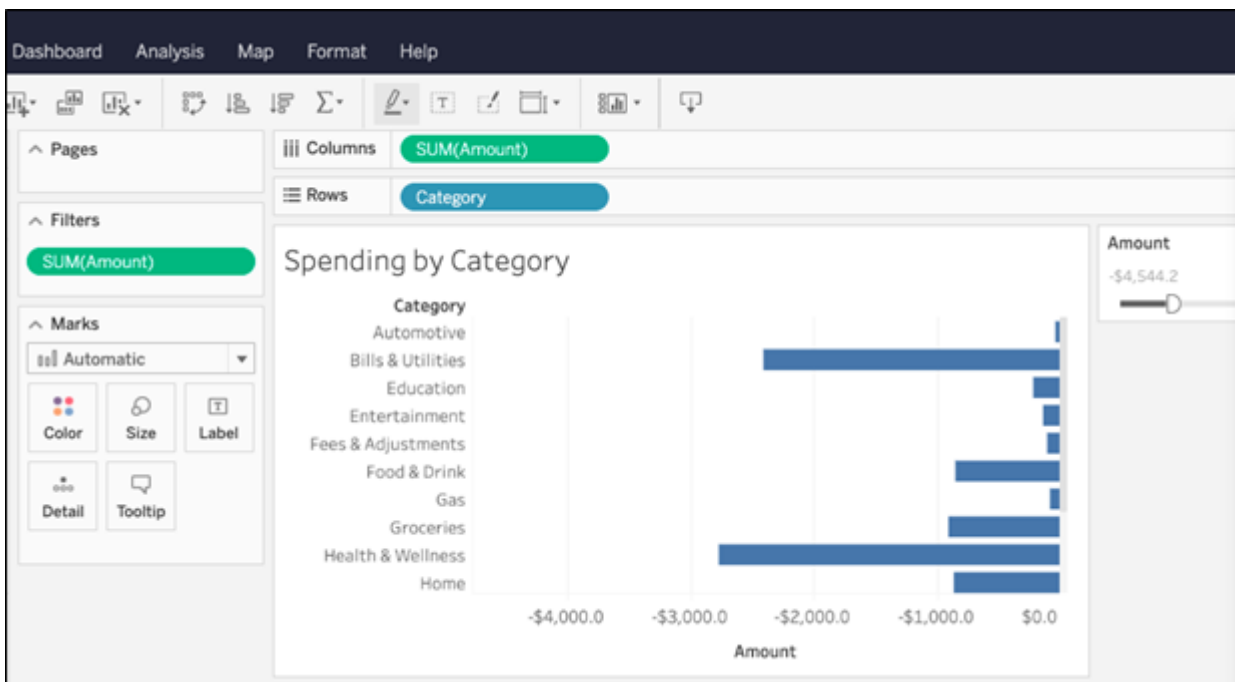 Dashboard Analysis Map Format Help
Pages
Columns SUM(Amount)
Rows Category
Filters
SUM(Amount)
Marks
Automatic
Color Size Label
Detail Tooltip
Spending by Category
Category
Automotive
Bills & Utilities
Education
Entertainment
Fees & Adjustments
Food & Drink
Gas
Groceries
Health & Wellness
Home
-$4,000.0 -$3,000.0 -$2,000.0 -$1,000.0 $0.0
Amount
Amount
-$4,544.2